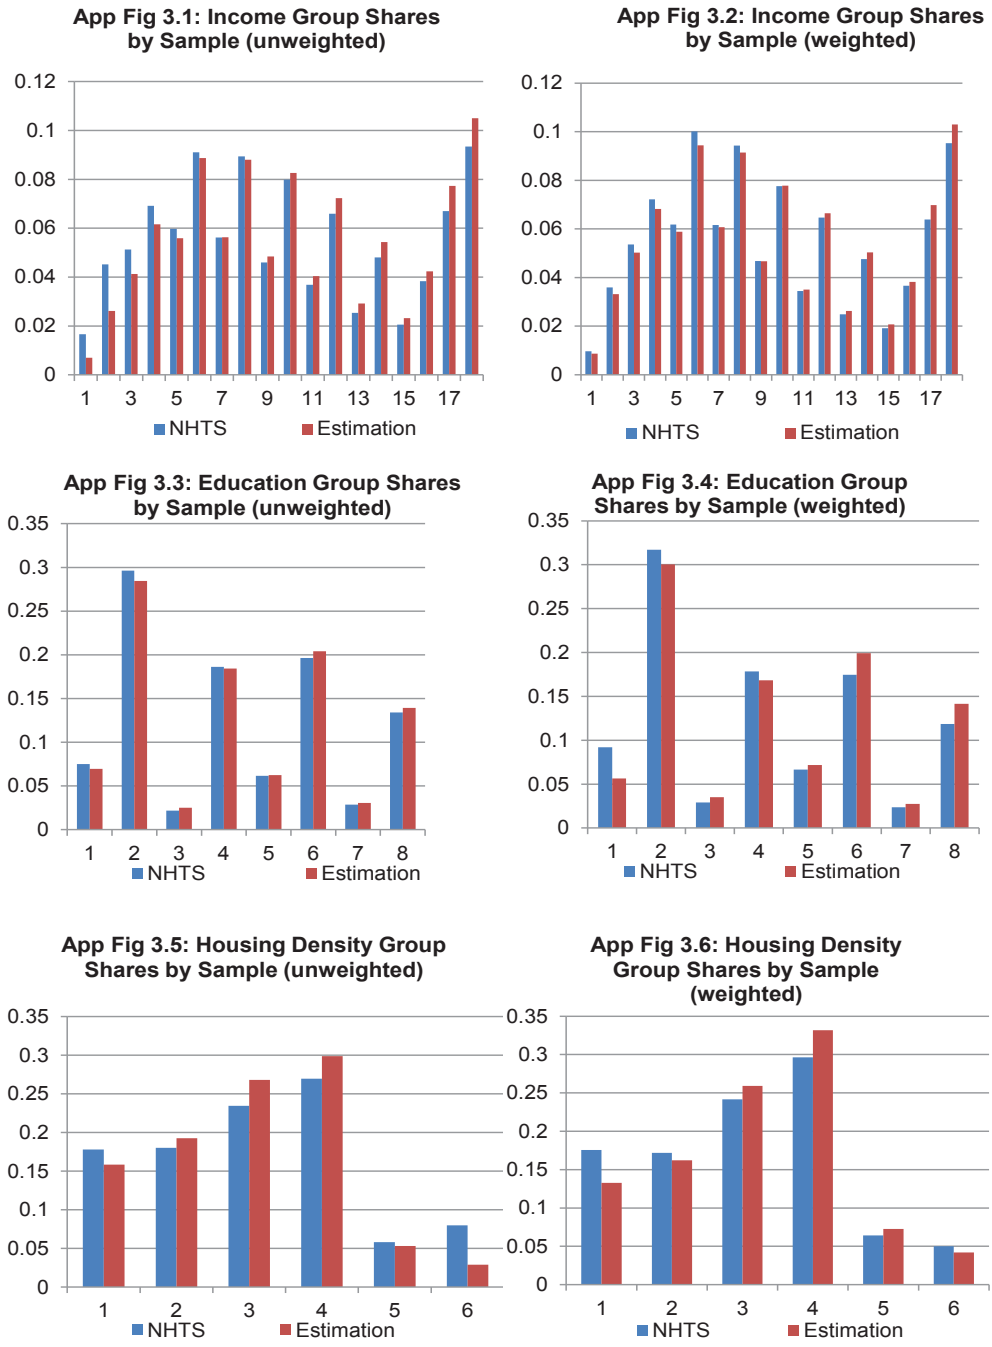 App Fig 3.1: Income Group Shares
by Sample (unweighted)
0.12
0.1
0.08
0.06
0.04
0.02
0
1 3 5 7 9 11 13 15 17
NHTS Estimation
App Fig 3.2: Income Group Shares
by Sample (weighted)
0.12
0.1
0.08
0.06
0.04
0.02
0
1 3 5 7 9 11 13 15 17
NHTS Estimation
App Fig 3.3: Education Group Shares
by Sample (unweighted)
0.35
0.3
0.25
0.2
0.15
0.1
0.05
0
1 2 3 4 5 6 7 8
NHTS Estimation
App Fig 3.4: Education Group
Shares by Sample (weighted)
0.35
0.3
0.25
0.2
0.15
0.1
0.05
0
1 2 3 4 5 6 7 8
NHTS Estimation
App Fig 3.5: Housing Density Group
Shares by Sample (unweighted)
0.35
0.3
0.25
0.2
0.15
0.1
0.05
0
1 2 3 4 5 6
NHTS Estimation
App Fig 3.6: Housing Density
Group Shares by Sample
(weighted)
0.35
0.3
0.25
0.2
0.15
0.1
0.05
0
1 2 3 4 5 6
NHTS Estimation